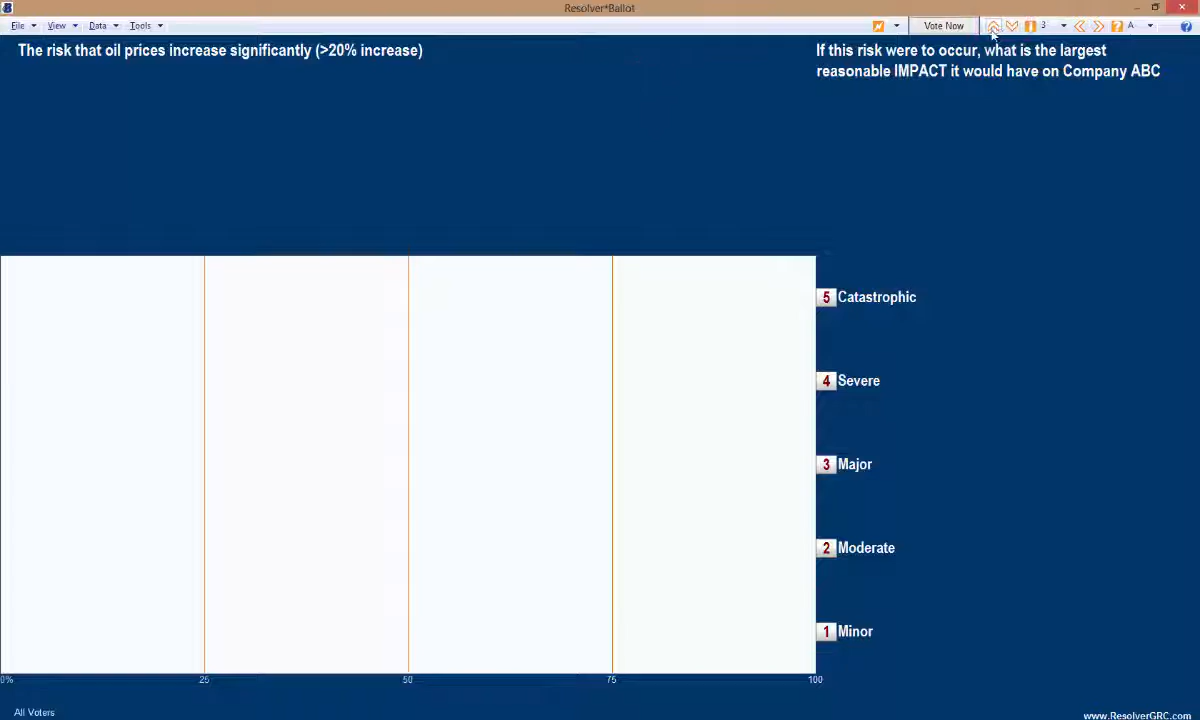 Resolver*Ballot
File View Data Tools Vote Now 3 A
The risk that oil prices increase significantly (>20% increase)
If this risk were to occur, what is the largest
reasonable IMPACT it would have on Company ABC
5 Catastrophic
4 Severe
3 Major
2 Moderate
1 Minor
0% 25 50 75 100
All Voters
www.ResolverGRC.com